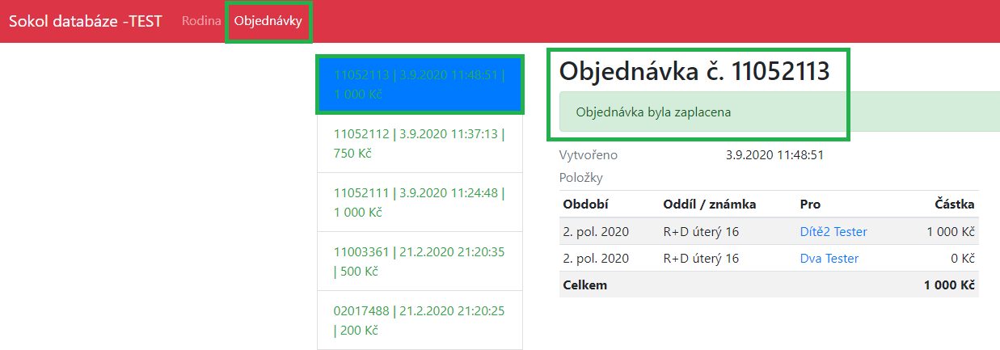 Sokol databáze -TEST Rodina Objednávky
11052113 | 3.9.2020 11:48:51 |
1 000 Kč
11052112 | 3.9.2020 11:37:13 |
750 Kč
11052111 | 3.9.2020 11:24:48 |
1 000 Kč
11003361 | 21.2.2020 21:20:35
| 500 Kč
02017488 | 21.2.2020 21:20:25
| 200 Kč
Objednávka č. 11052113
Objednávka byla zaplacena
Vytvořeno 3.9.2020 11:48:51
Položky
Období Oddíl / známka Pro Částka
2. pol. 2020 R+D úterý 16 Dítě2 Tester 1 000 Kč
2. pol. 2020 R+D úterý 16 Dva Tester 0 Kč
Celkem 1 000 Kč